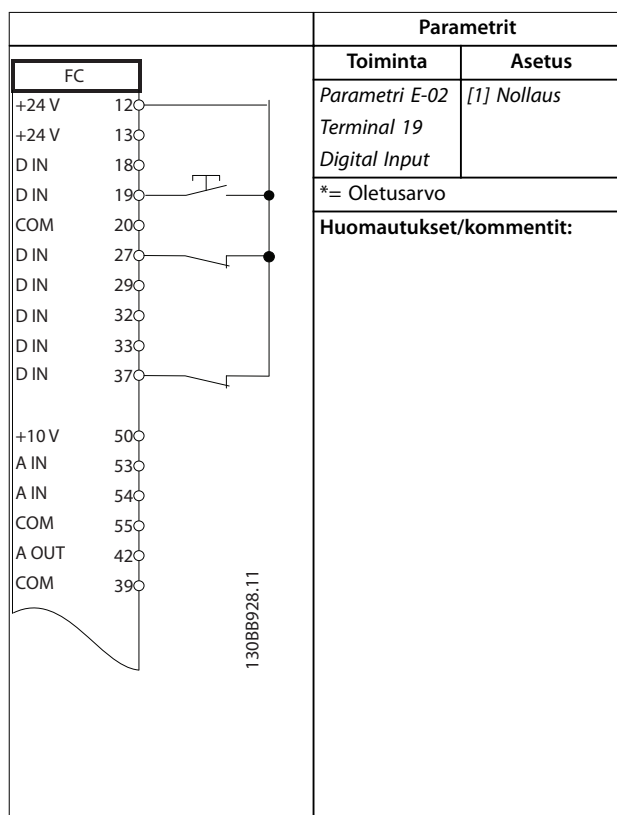 Parametrit
Toiminta Asetus
Parametri E-02 [1] Nollaus
Terminal 19
Digital Input
*= Oletusarvo
Huomautukset/kommentit:
FC
+24 V 12
+24 V 13
D IN 18
D IN 19
COM 20
D IN 27
D IN 29
D IN 32
D IN 33
D IN 37
+10 V 50
A IN 53
A IN 54
COM 55
A OUT 42
COM 39
130BB928.11